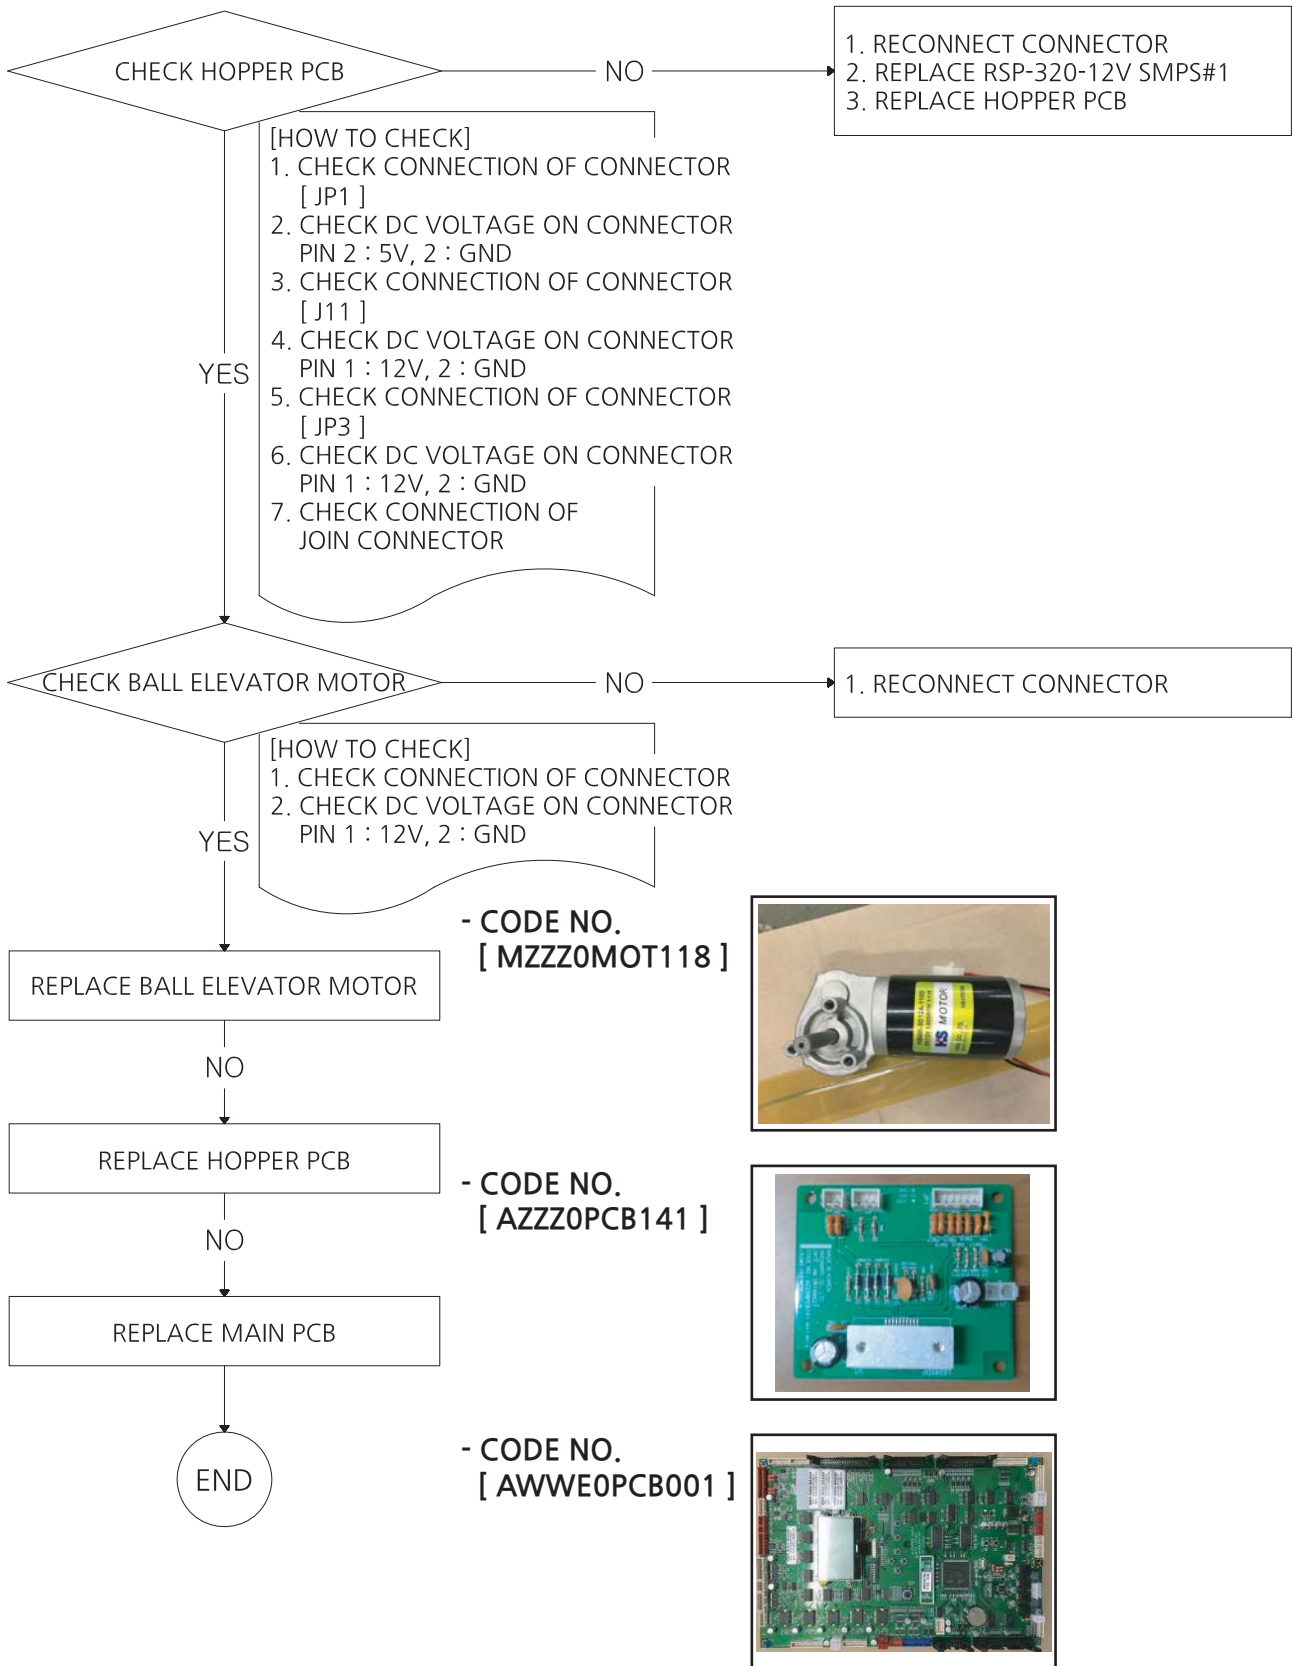 CHECK HOPPER PCB
NO
1. RECONNECT CONNECTOR
2. REPLACE RSP-320-12V SMPS#1
3. REPLACE HOPPER PCB
[HOW TO CHECK]
1. CHECK CONNECTION OF CONNECTOR
[ JP1 ]
2. CHECK DC VOLTAGE ON CONNECTOR
PIN 2 : 5V, 2 : GND
3. CHECK CONNECTION OF CONNECTOR
[ J11 ]
4. CHECK DC VOLTAGE ON CONNECTOR
PIN 1 : 12V, 2 : GND
5. CHECK CONNECTION OF CONNECTOR
[ JP3 ]
6. CHECK DC VOLTAGE ON CONNECTOR
PIN 1 : 12V, 2 : GND
7. CHECK CONNECTION OF
JOIN CONNECTOR
YES
CHECK BALL ELEVATOR MOTOR
NO
1. RECONNECT CONNECTOR
[HOW TO CHECK]
1. CHECK CONNECTION OF CONNECTOR
2. CHECK DC VOLTAGE ON CONNECTOR
PIN 1 : 12V, 2 : GND
YES
REPLACE BALL ELEVATOR MOTOR
- CODE NO.
[ MZZZ0MOT118 ]
KS MOTOR
NO
REPLACE HOPPER PCB
- CODE NO.
[ AZZZ0PCB141 ]
NO
REPLACE MAIN PCB
- CODE NO.
[ AWWE0PCB001 ]
END